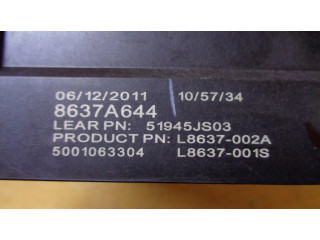 06/12/2011 10/57/34
8637A644
LEAR PN: 51945JS03
PRODUCT PN: L8637-002A
5001063304 L8637-001S